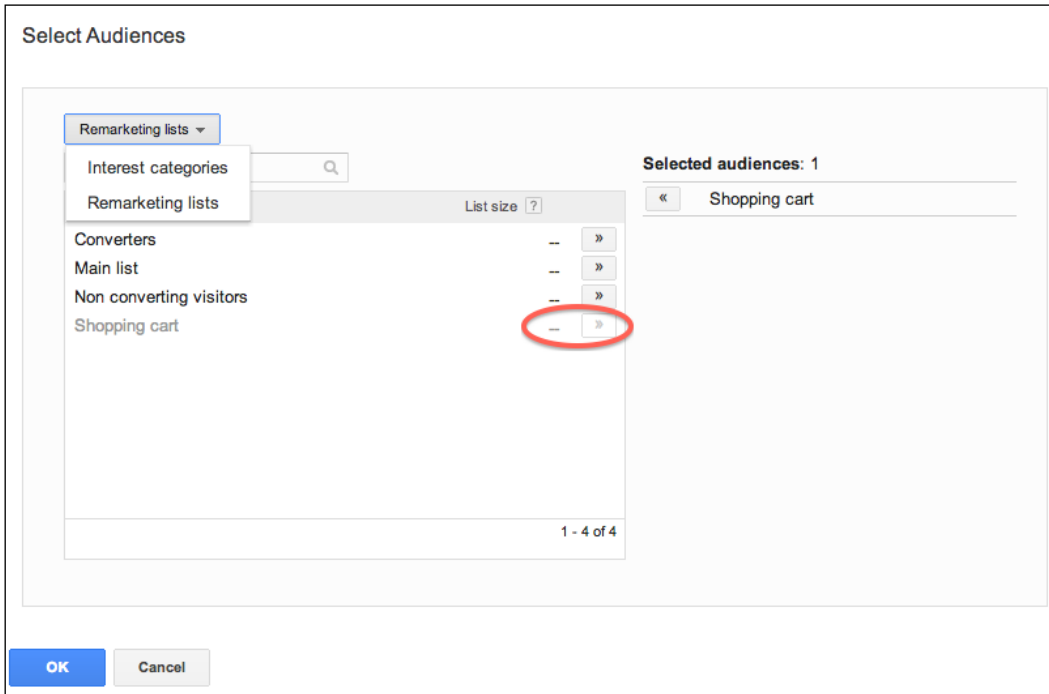 Select Audiences
Remarketing lists
Interest categories
Remarketing lists
List size ?
Converters -- »
Main list -- »
Non converting visitors -- »
Shopping cart -- »
1 - 4 of 4
Selected audiences: 1
« Shopping cart
OK Cancel